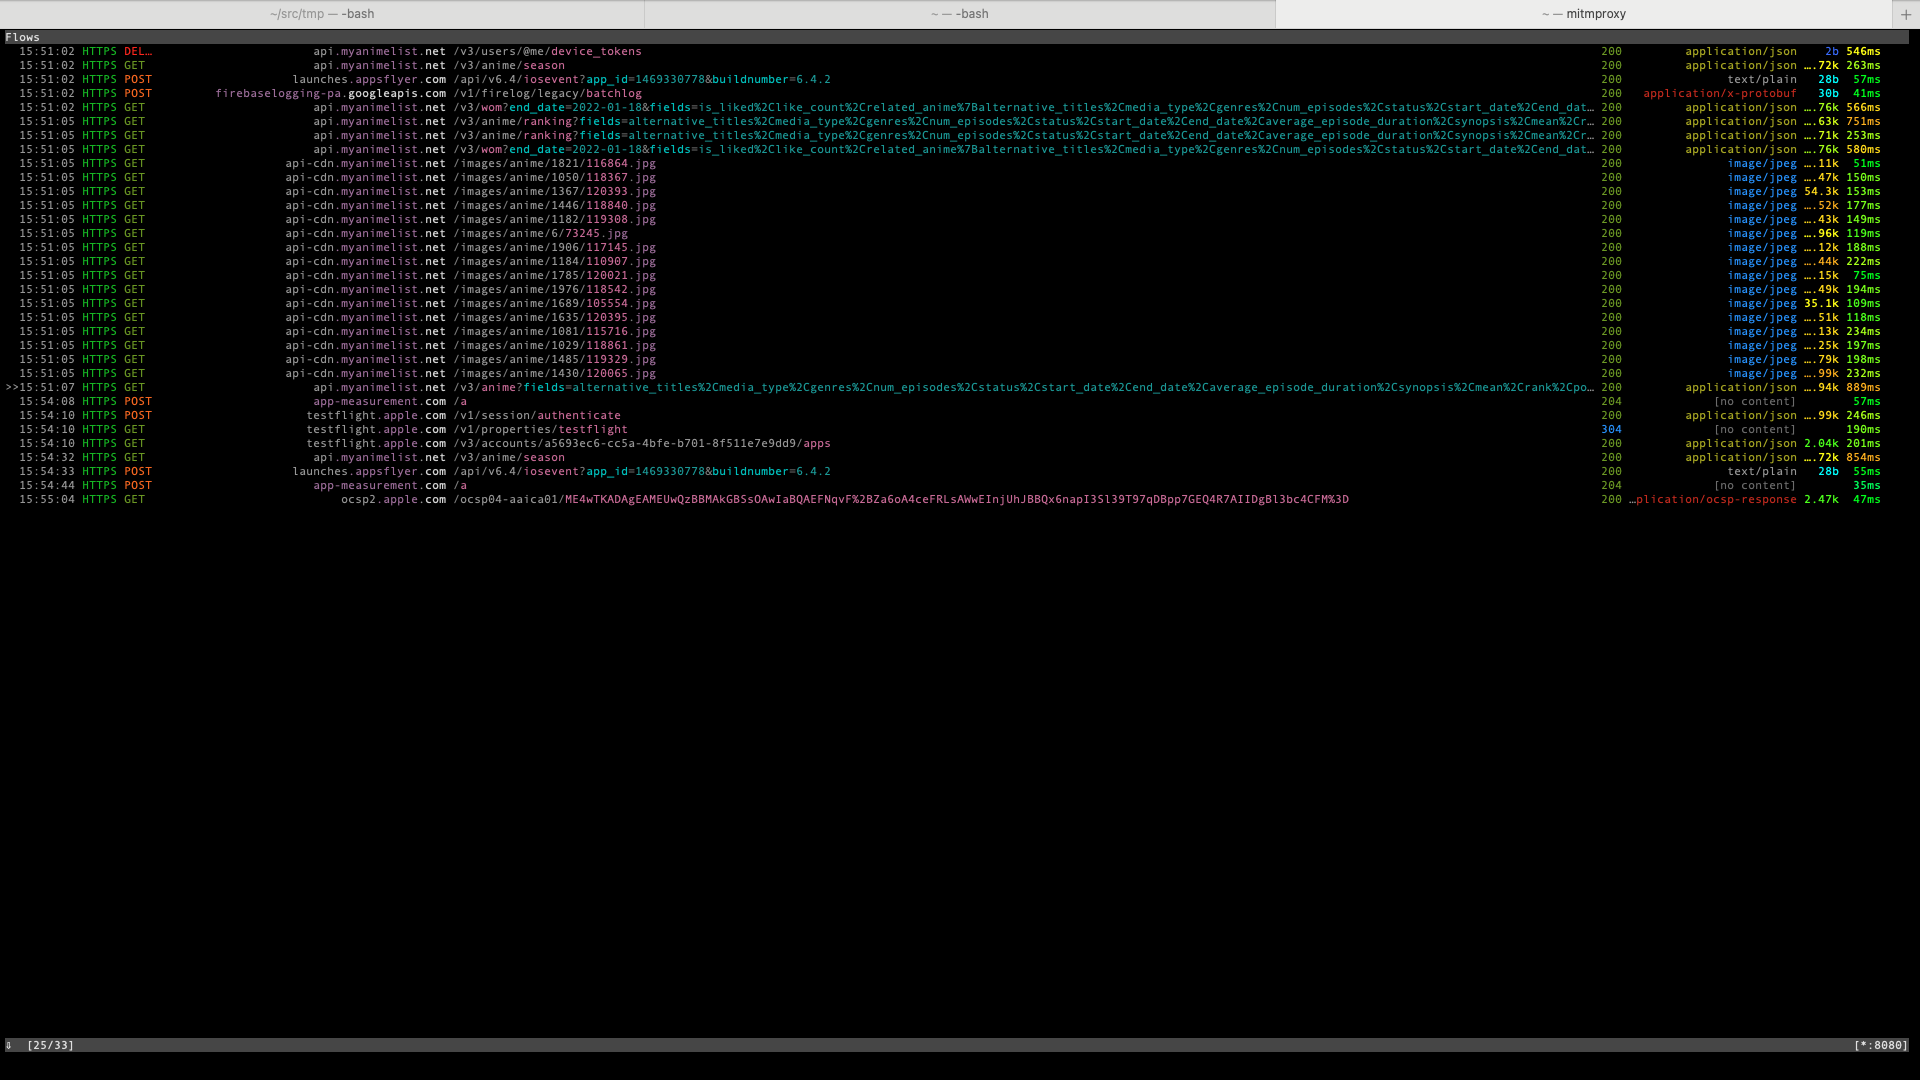 ~/src/tmp — -bash
~ — -bash
~ — mitmproxy
+
Flows
15:51:02 HTTPS DEL… api.myanimelist.net /v3/users/@me/device_tokens 200 application/json 2b 546ms
15:51:02 HTTPS GET api.myanimelist.net /v3/anime/season 200 application/json ….72k 263ms
15:51:02 HTTPS POST launches.appsflyer.com /api/v6.4/iosevent?app_id=1469330778&buildnumber=6.4.2 200 text/plain 28b 57ms
15:51:02 HTTPS POST firebaselogging-pa.googleapis.com /v1/firelog/legacy/batchlog 200 application/x-protobuf 30b 41ms
15:51:02 HTTPS GET api.myanimelist.net /v3/wom?end_date=2022-01-18&fields=is_liked%2Clike_count%2Crelated_anime%7Balternative_titles%2Cmedia_type%2Cgenres%2Cnum_episodes%2Cstatus%2Cstart_date%2Cend_dat… 200 application/json ….76k 566ms
15:51:02 HTTPS GET api.myanimelist.net /v3/anime/ranking?fields=alternative_titles%2Cmedia_type%2Cgenres%2Cnum_episodes%2Cstatus%2Cstart_date%2Cend_date%2Caverage_episode_duration%2Csynopsis%2Cmean%2Cr… 200 application/json ….63k 751ms
15:51:02 HTTPS GET api.myanimelist.net /v3/anime/ranking?fields=alternative_titles%2Cmedia_type%2Cgenres%2Cnum_episodes%2Cstatus%2Cstart_date%2Cend_date%2Caverage_episode_duration%2Csynopsis%2Cmean%2Cr… 200 application/json ….71k 253ms
15:51:02 HTTPS GET api.myanimelist.net /v3/wom?end_date=2022-01-18&fields=is_liked%2Clike_count%2Crelated_anime%7Balternative_titles%2Cmedia_type%2Cgenres%2Cnum_episodes%2Cstatus%2Cstart_date%2Cend_dat… 200 application/json ….76k 580ms
15:51:05 HTTPS GET api-cdn.myanimelist.net /images/anime/1821/116864.jpg 200 image/jpeg ….11k 51ms
15:51:05 HTTPS GET api-cdn.myanimelist.net /images/anime/1050/118367.jpg 200 image/jpeg ….47k 150ms
15:51:05 HTTPS GET api-cdn.myanimelist.net /images/anime/1367/120393.jpg 200 image/jpeg 54.3k 153ms
15:51:05 HTTPS GET api-cdn.myanimelist.net /images/anime/1446/118840.jpg 200 image/jpeg ….52k 177ms
15:51:05 HTTPS GET api-cdn.myanimelist.net /images/anime/1182/119308.jpg 200 image/jpeg ….43k 149ms
15:51:05 HTTPS GET api-cdn.myanimelist.net /images/anime/6/73245.jpg 200 image/jpeg ….96k 119ms
15:51:05 HTTPS GET api-cdn.myanimelist.net /images/anime/1906/117145.jpg 200 image/jpeg ….12k 188ms
15:51:05 HTTPS GET api-cdn.myanimelist.net /images/anime/1184/110907.jpg 200 image/jpeg ….44k 222ms
15:51:05 HTTPS GET api-cdn.myanimelist.net /images/anime/1785/120021.jpg 200 image/jpeg ….15k 75ms
15:51:05 HTTPS GET api-cdn.myanimelist.net /images/anime/1976/118542.jpg 200 image/jpeg ….49k 194ms
15:51:05 HTTPS GET api-cdn.myanimelist.net /images/anime/1689/105554.jpg 200 image/jpeg 35.1k 109ms
15:51:05 HTTPS GET api-cdn.myanimelist.net /images/anime/1635/120395.jpg 200 image/jpeg ….51k 118ms
15:51:05 HTTPS GET api-cdn.myanimelist.net /images/anime/1081/115716.jpg 200 image/jpeg ….13k 234ms
15:51:05 HTTPS GET api-cdn.myanimelist.net /images/anime/1029/118861.jpg 200 image/jpeg ….25k 197ms
15:51:05 HTTPS GET api-cdn.myanimelist.net /images/anime/1485/119329.jpg 200 image/jpeg ….79k 198ms
15:51:05 HTTPS GET api-cdn.myanimelist.net /images/anime/1430/120065.jpg 200 image/jpeg ….99k 232ms
>>15:51:07 HTTPS GET api.myanimelist.net /v3/anime?fields=alternative_titles%2Cmedia_type%2Cgenres%2Cnum_episodes%2Cstatus%2Cstart_date%2Cend_date%2Caverage_episode_duration%2Csynopsis%2Cmean%2Crank%2Cpo… 200 application/json ….94k 889ms
15:54:08 HTTPS POST app-measurement.com /a 204 [no content] 57ms
15:54:10 HTTPS POST testflight.apple.com /v1/session/authenticate 200 application/json ….99k 246ms
15:54:10 HTTPS GET testflight.apple.com /v1/properties/testflight 304 [no content] 190ms
15:54:10 HTTPS GET testflight.apple.com /v3/accounts/a5693ec6-cc5a-4bfe-b701-8f511e7e9dd9/apps 200 application/json 2.04k 201ms
15:54:32 HTTPS GET api.myanimelist.net /v3/anime/season 200 application/json ….72k 854ms
15:54:33 HTTPS POST launches.appsflyer.com /api/v6.4/iosevent?app_id=1469330778&buildnumber=6.4.2 200 text/plain 28b 55ms
15:54:44 HTTPS POST app-measurement.com /a 204 [no content] 35ms
15:55:04 HTTPS GET ocsp2.apple.com /ocsp04-aaica01/ME4wTKADAgEAMEUwQzBBMAkGBSsOAwIaBQAEFNqvF%2BZa6oA4ceFRLsAWwEInjUhJBBQx6napI3Sl39T97qDBpp7GEQ4R7AIIDgBl3bc4CFM%3D 200 …plication/ocsp-response 2.47k 47ms
⇩ [25/33] [*:8080]